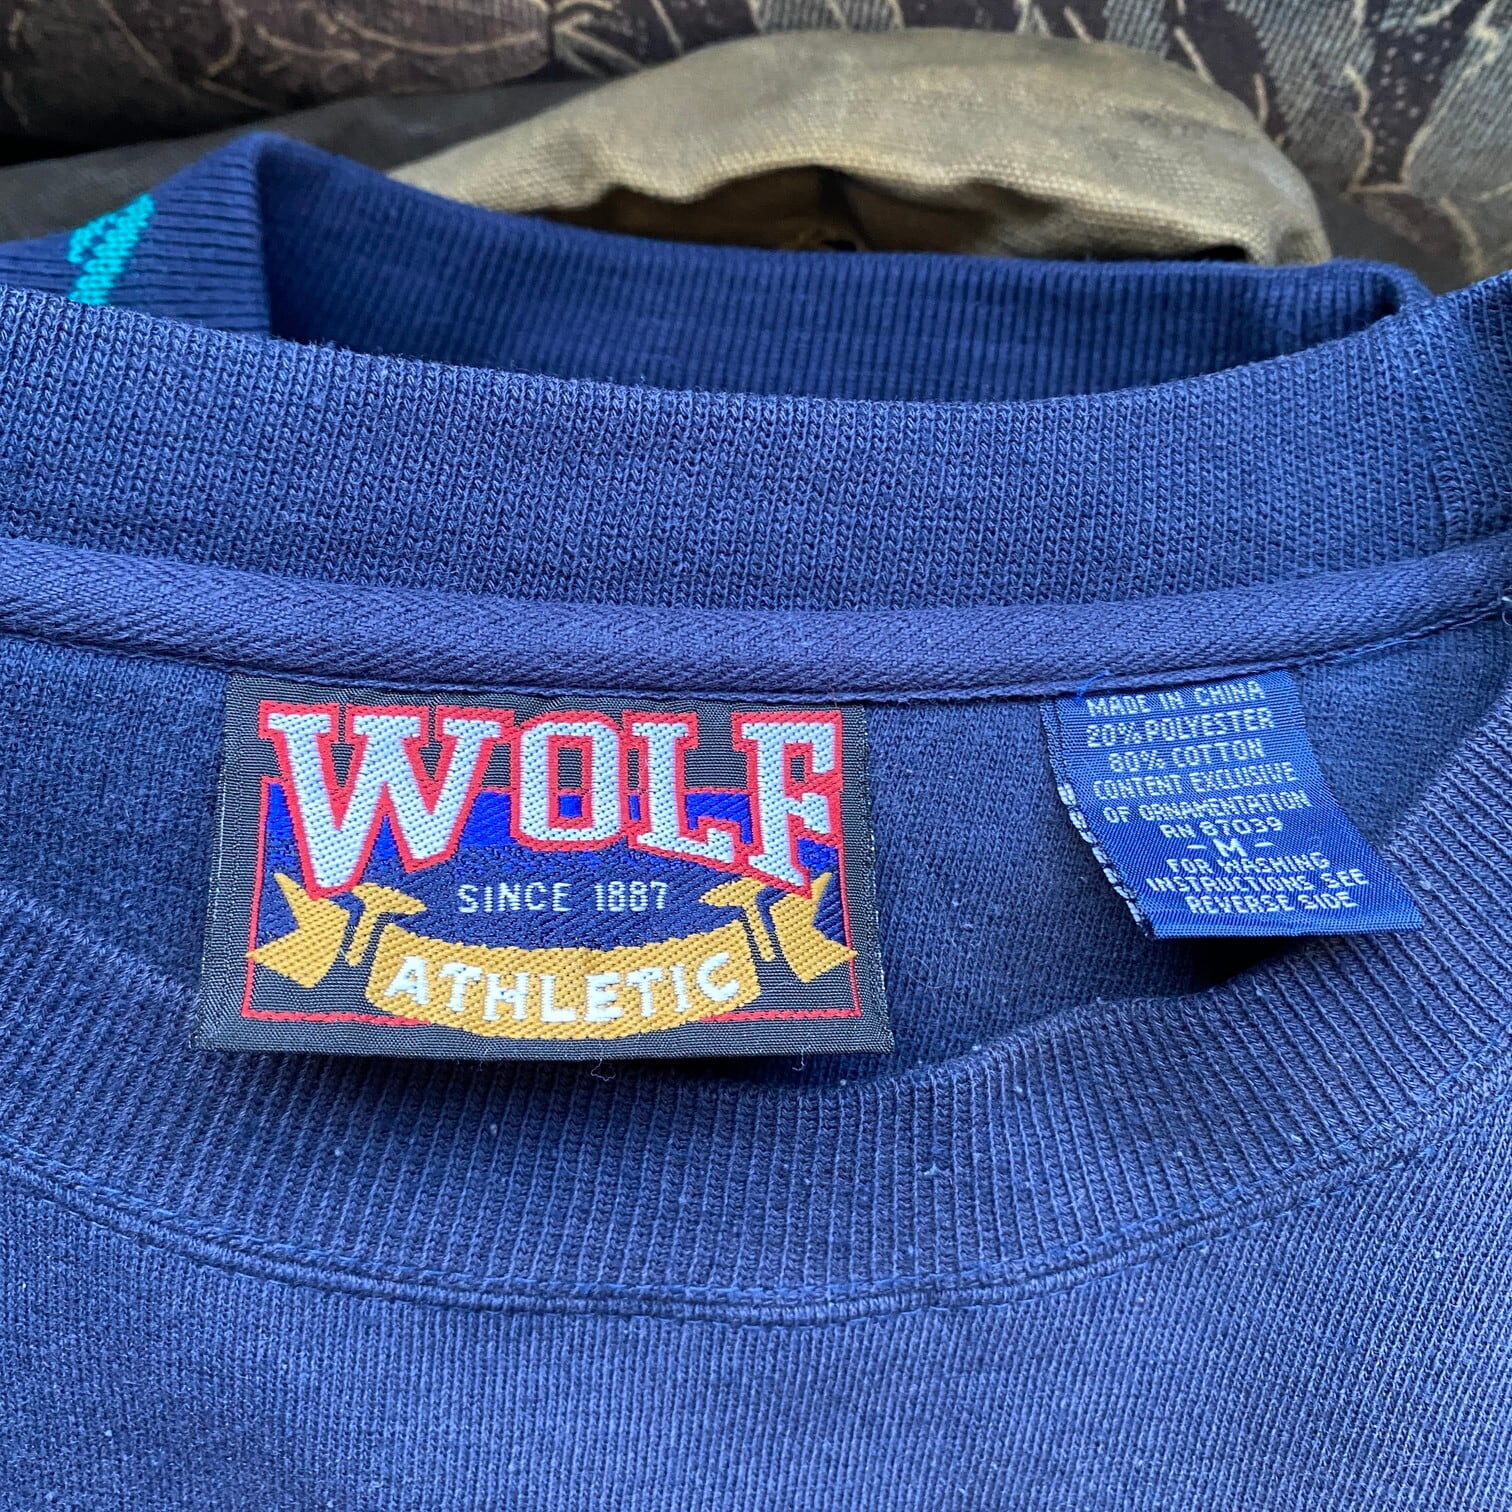 WOLF
SINCE 1887
ATHLETIC
MADE IN CHINA
20% POLYESTER
80% COTTON
CONTENT EXCLUSIVE
OF ORNAMENTATION
RN 67039
- M -
FOR WASHING
INSTRUCTIONS SEE
REVERSE SIDE